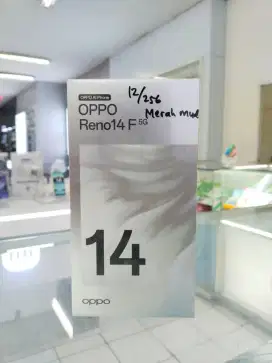 OPPO AI Phone
12/256
OPPO
Merah mud
Reno14 F 5G
14
oppo